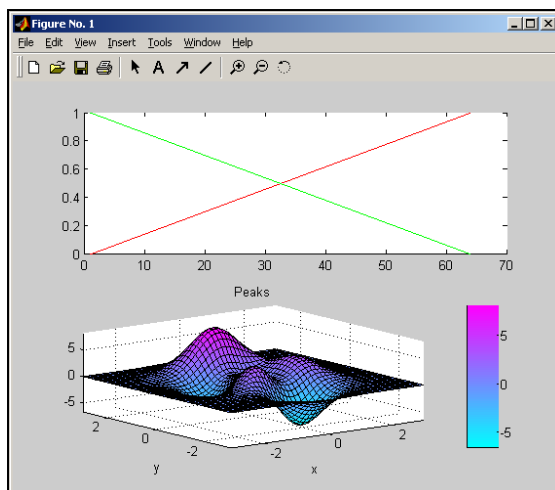 Figure No. 1
File Edit View Insert Tools Window Help
A
1
0.8
0.6
0.4
0.2
0
0 10 20 30 40 50 60 70
Peaks
5
0
-5
2 0 -2
y
-2 0 2
x
5
0
-5